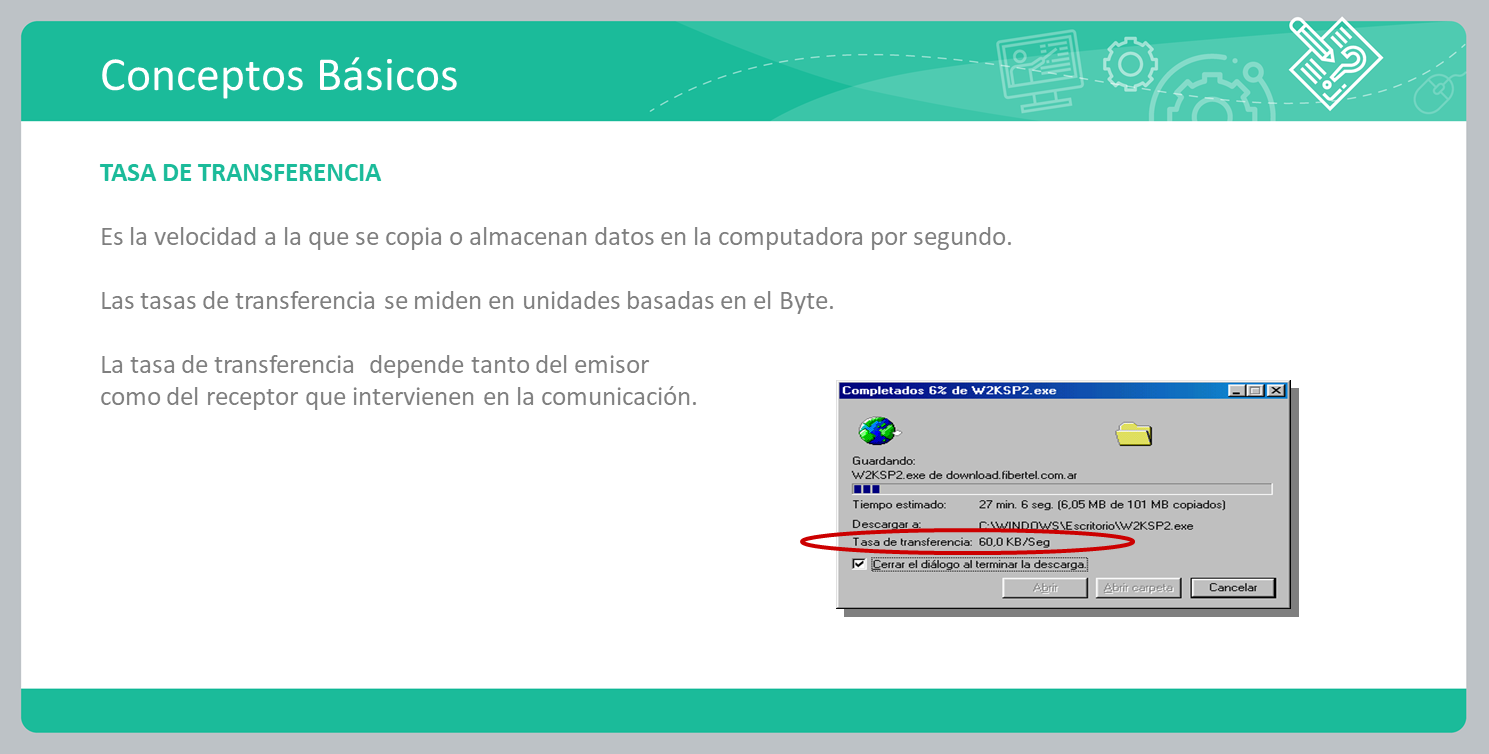 Conceptos Básicos
TASA DE TRANSFERENCIA
Es la velocidad a la que se copia o almacenan datos en la computadora por segundo.
Las tasas de transferencia se miden en unidades basadas en el Byte.
La tasa de transferencia depende tanto del emisor
como del receptor que intervienen en la comunicación.
Completados 6% de W2KSP2.exe
Guardando:
W2KSP2.exe de download.fibertel.com.ar
Tiempo estimado: 27 min. 6 seg. (6,05 MB de 101 MB copiados)
Descargar a: C:\WINDOWS\Escritorio\W2KSP2.exe
Tasa de transferencia: 60,0 KB/Seg
Cerrar el diálogo al terminar la descarga.
Abrir Abrir carpeta Cancelar